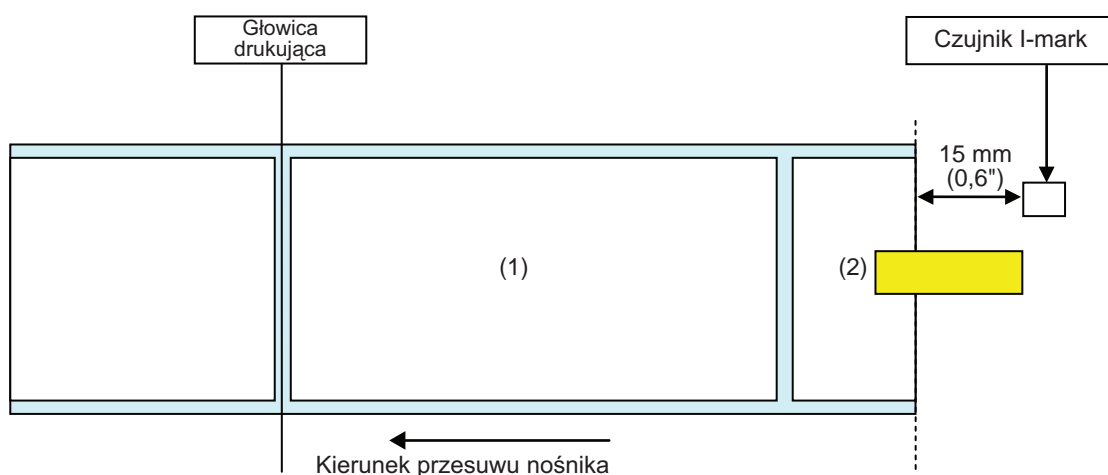 Głowica
drukująca
Czujnik I-mark
15 mm
(0,6")
(1)
(2)
Kierunek przesuwu nośnika